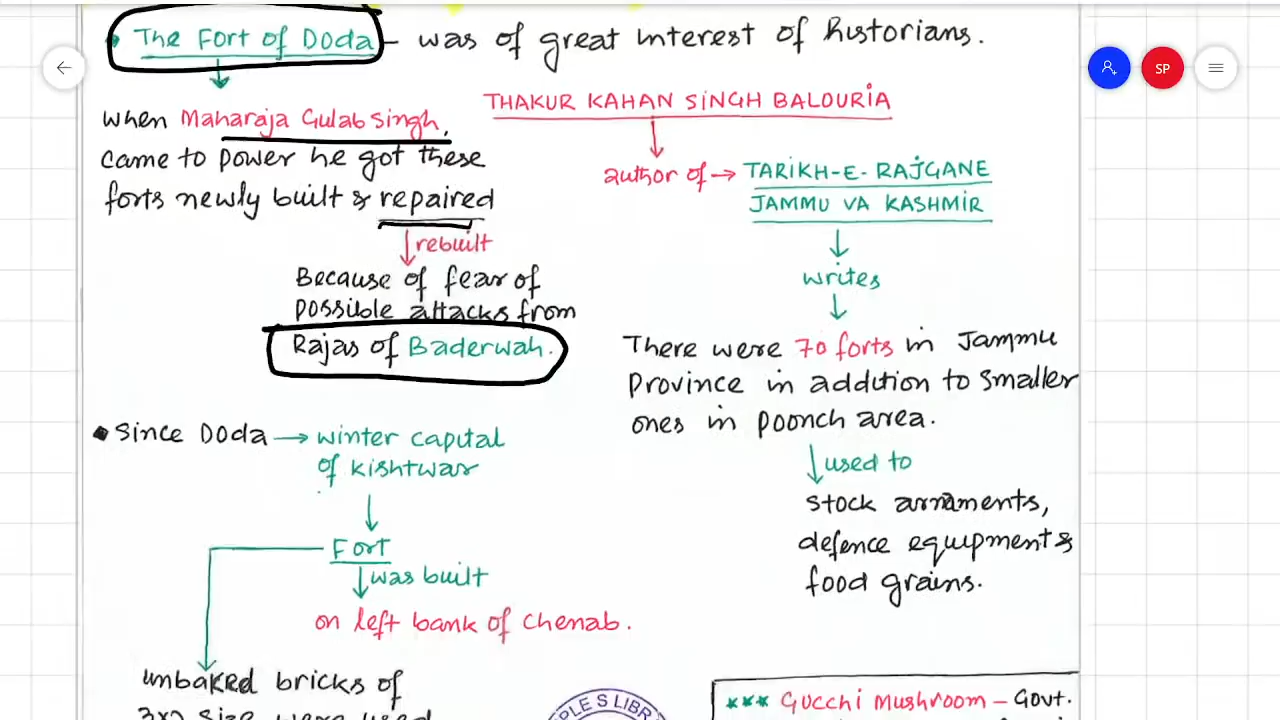 • The Fort of Doda – was of great interest of historians.
when Maharaja Gulab Singh,
came to power he got these
forts newly built & repaired
rebuilt
Because of fear of
possible attacks from
Rajas of Baderwah.
• Since Doda → winter capital
of kishtwar
Fort
was built
on left bank of Chenab.
unbaked bricks of
THAKUR KAHAN SINGH BALOURIA
author of → TARIKH-E-RAJGANE
JAMMU VA KASHMIR
writes
There were 70 forts in Jammu
Province in addition to smaller
ones in poonch area.
used to
stock armaments,
defence equipments
food grains.
PLE S LIBRA
*** Gucchi Mushroom – Govt.
SP